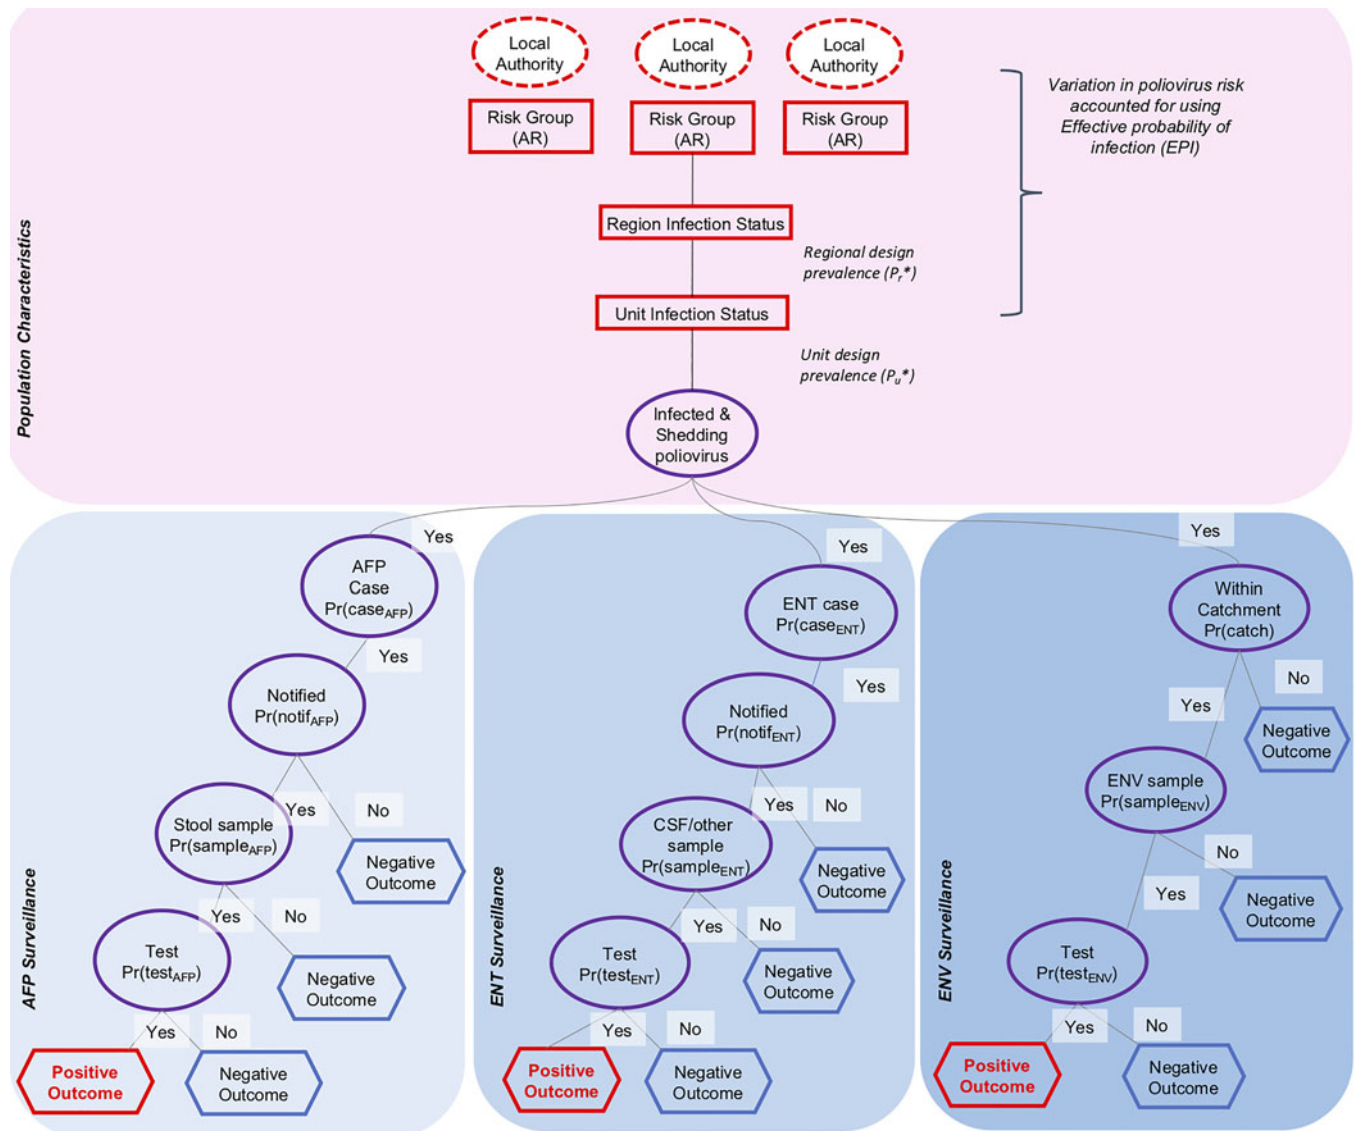 Local
Authority
Local
Authority
Local
Authority
Risk Group
(AR)
Risk Group
(AR)
Risk Group
(AR)
Variation in poliovirus risk
accounted for using
Effective probability of
infection (EPI)
Region Infection Status
Regional design
prevalence (Pr*)
Unit Infection Status
Unit design
prevalence (Pu*)
Infected &
Shedding
poliovirus
Population Characteristics
Yes
AFP
Case
Pr(caseAFP)
Yes
Notified
Pr(notifAFP)
Yes
No
Stool sample
Pr(sampleAFP)
Negative
Outcome
Yes
No
Test
Pr(testAFP)
Negative
Outcome
Yes
No
Positive
Outcome
Negative
Outcome
AFP Surveillance
Yes
ENT case
Pr(caseENT)
Yes
Notified
Pr(notifENT)
Yes
No
CSF/other
sample
Pr(sampleENT)
Negative
Outcome
Yes
No
Test
Pr(testENT)
Negative
Outcome
Yes
No
Positive
Outcome
Negative
Outcome
ENT Surveillance
Yes
Within
Catchment
Pr(catch)
Yes
No
Negative
Outcome
ENV sample
Pr(sampleENV)
Yes
No
Negative
Outcome
Test
Pr(testENV)
Yes
No
Positive
Outcome
Negative
Outcome
ENV Surveillance